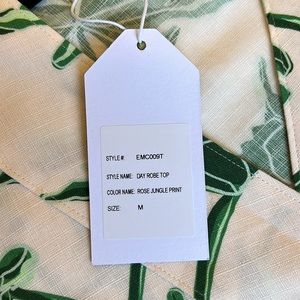 STYLE #: EMC009T
STYLE NAME: DAY ROBE TOP
COLOR NAME: ROSE JUNGLE PRINT
SIZE: M